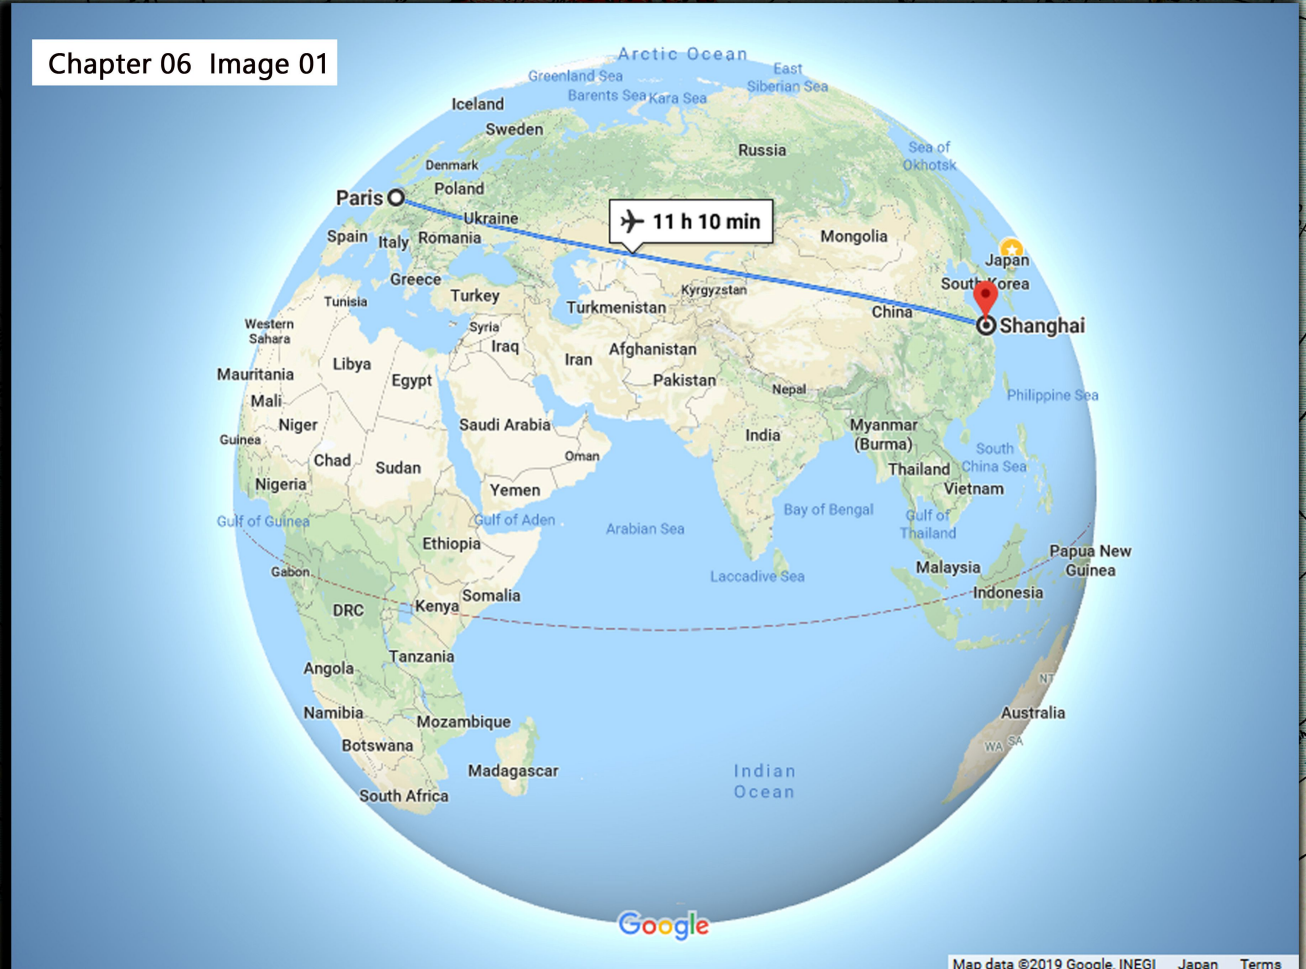 Chapter 06 Image 01
Arctic Ocean
Greenland Sea
East
Siberian Sea
Barents Sea
Kara Sea
Iceland
Sweden
Russia
Sea of
Okhotsk
Denmark
Poland
Paris
Ukraine
11 h 10 min
Spain
Italy
Romania
Mongolia
Japan
Greece
South Korea
Tunisia
Turkey
Kyrgyzstan
Turkmenistan
China
Shanghai
Western
Sahara
Syria
Iraq
Iran
Afghanistan
Libya
Mauritania
Egypt
Pakistan
Nepal
Philippine Sea
Mali
Niger
Saudi Arabia
India
Myanmar
(Burma)
Guinea
Chad
Sudan
Oman
South
China Sea
Thailand
Nigeria
Yemen
Vietnam
Gulf of Guinea
Gulf of Aden
Arabian Sea
Bay of Bengal
Gulf of
Thailand
Ethiopia
Papua New
Guinea
Gabon
Laccadive Sea
Malaysia
Somalia
Indonesia
DRC
Kenya
Tanzania
Angola
NT
Namibia
Mozambique
Australia
Botswana
WA
SA
Madagascar
Indian
Ocean
South Africa
Google
Map data ©2019 Google, INEGI Japan Terms